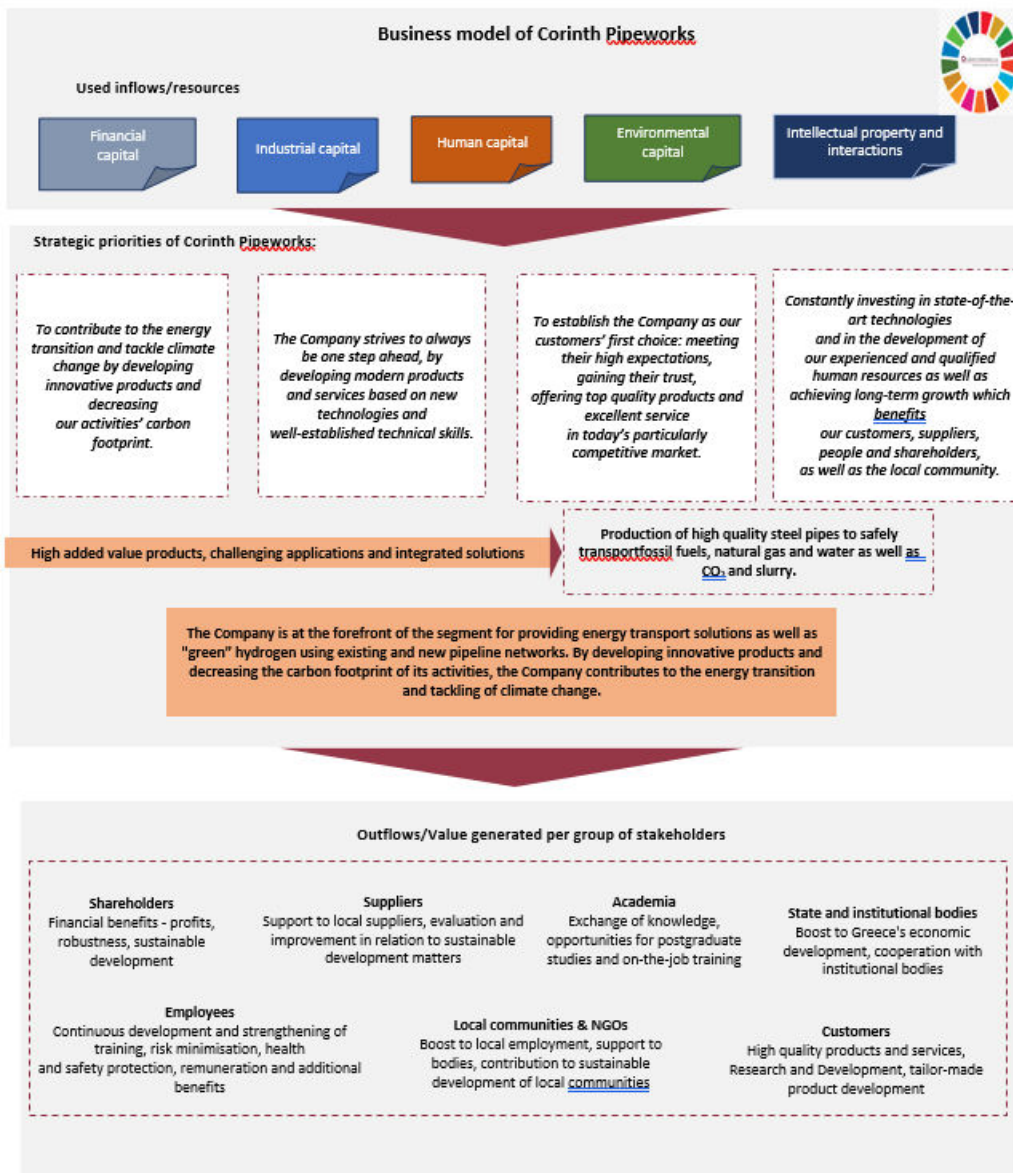 Business model of Corinth Pipeworks
Used inflows/resources
Financial
capital
Industrial capital
Human capital
Environmental
capital
Intellectual property and
interactions
Strategic priorities of Corinth Pipeworks:
To contribute to the energy
transition and tackle climate
change by developing
innovative products and
decreasing
our activities' carbon
footprint.
The Company strives to always
be one step ahead, by
developing modern products
and services based on new
technologies and
well-established technical skills.
To establish the Company as our
customers' first choice: meeting
their high expectations,
gaining their trust,
offering top quality products and
excellent service
in today's particularly
competitive market.
Constantly investing in state-of-the-
art technologies
and in the development of
our experienced and qualified
human resources as well as
achieving long-term growth which
benefits
our customers, suppliers,
people and shareholders,
as well as the local community.
High added value products, challenging applications and integrated solutions
Production of high quality steel pipes to safely
transportfossil fuels, natural gas and water as well as
CO₂ and slurry.
The Company is at the forefront of the segment for providing energy transport solutions as well as
"green" hydrogen using existing and new pipeline networks. By developing innovative products and
decreasing the carbon footprint of its activities, the Company contributes to the energy transition
and tackling of climate change.
Outflows/Value generated per group of stakeholders
Shareholders
Financial benefits - profits,
robustness, sustainable
development
Suppliers
Support to local suppliers, evaluation and
improvement in relation to sustainable
development matters
Academia
Exchange of knowledge,
opportunities for postgraduate
studies and on-the-job training
State and institutional bodies
Boost to Greece's economic
development, cooperation with
institutional bodies
Employees
Continuous development and strengthening of
training, risk minimisation, health
and safety protection, remuneration and additional
benefits
Local communities & NGOs
Boost to local employment, support to
bodies, contribution to sustainable
development of local communities
Customers
High quality products and services,
Research and Development, tailor-made
product development